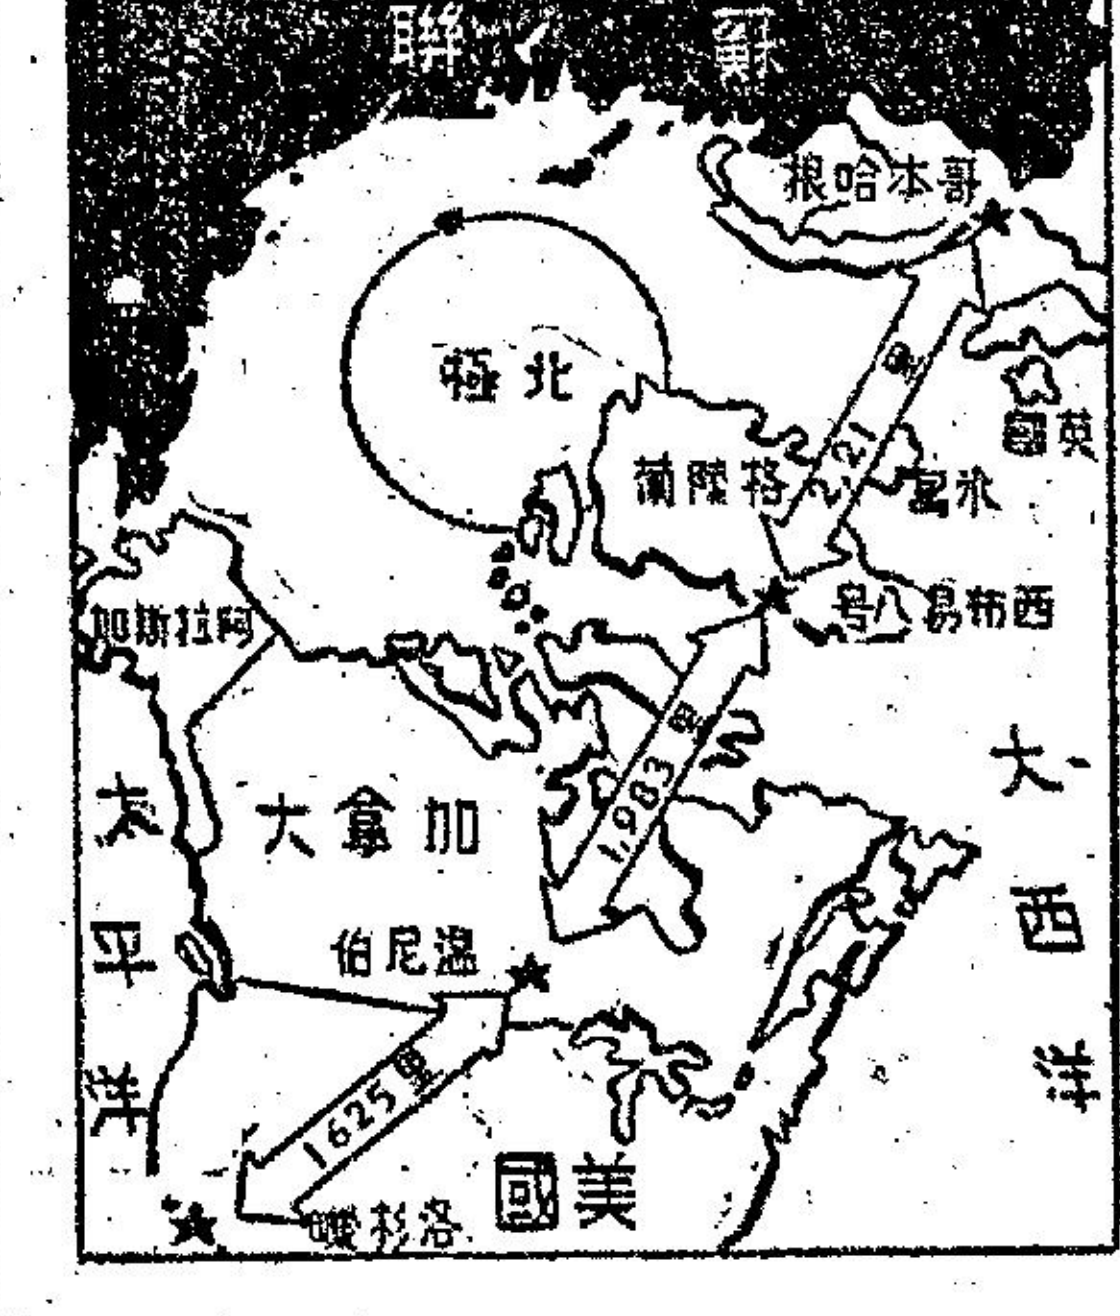 蘇聯
哥本哈根
北極
英國
冰島
格陵蘭
里
西布易八号
阿拉斯加
1,983里
大西洋
太平洋
加拿大
溫尼伯
1625里
美國
洛杉磯